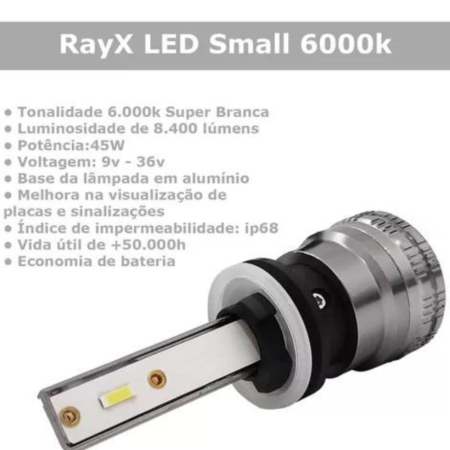 RayX LED Small 6000k
● Tonalidade 6.000k Super Branca
● Luminosidade de 8.400 lúmens
● Potência:45W
● Voltagem: 9v - 36v
● Base da lâmpada em alumínio
● Melhora na visualização de
placas e sinalizações
● Índice de impermeabilidade: ip68
● Vida útil de +50.000h
● Economia de bateria